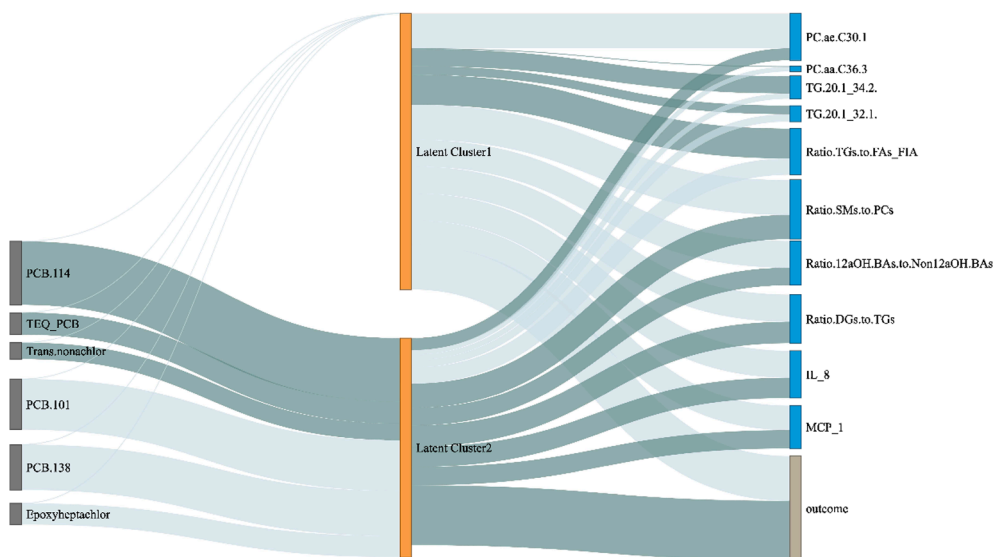 PC.ae.C30.1
PC.aa.C36.3
TG.20.1_34.2.
TG.20.1_32.1.
Latent Cluster1
Ratio.TGs.to.FAs_FIA
Ratio.SMs.to.PCs
Ratio.12aOH.BAs.to.Non12aOH.BAs
PCB.114
TEQ_PCB
Ratio.DGs.to.TGs
Trans.nonachlor
IL_8
PCB.101
MCP_1
Latent Cluster2
PCB.138
outcome
Epoxyheptachlor